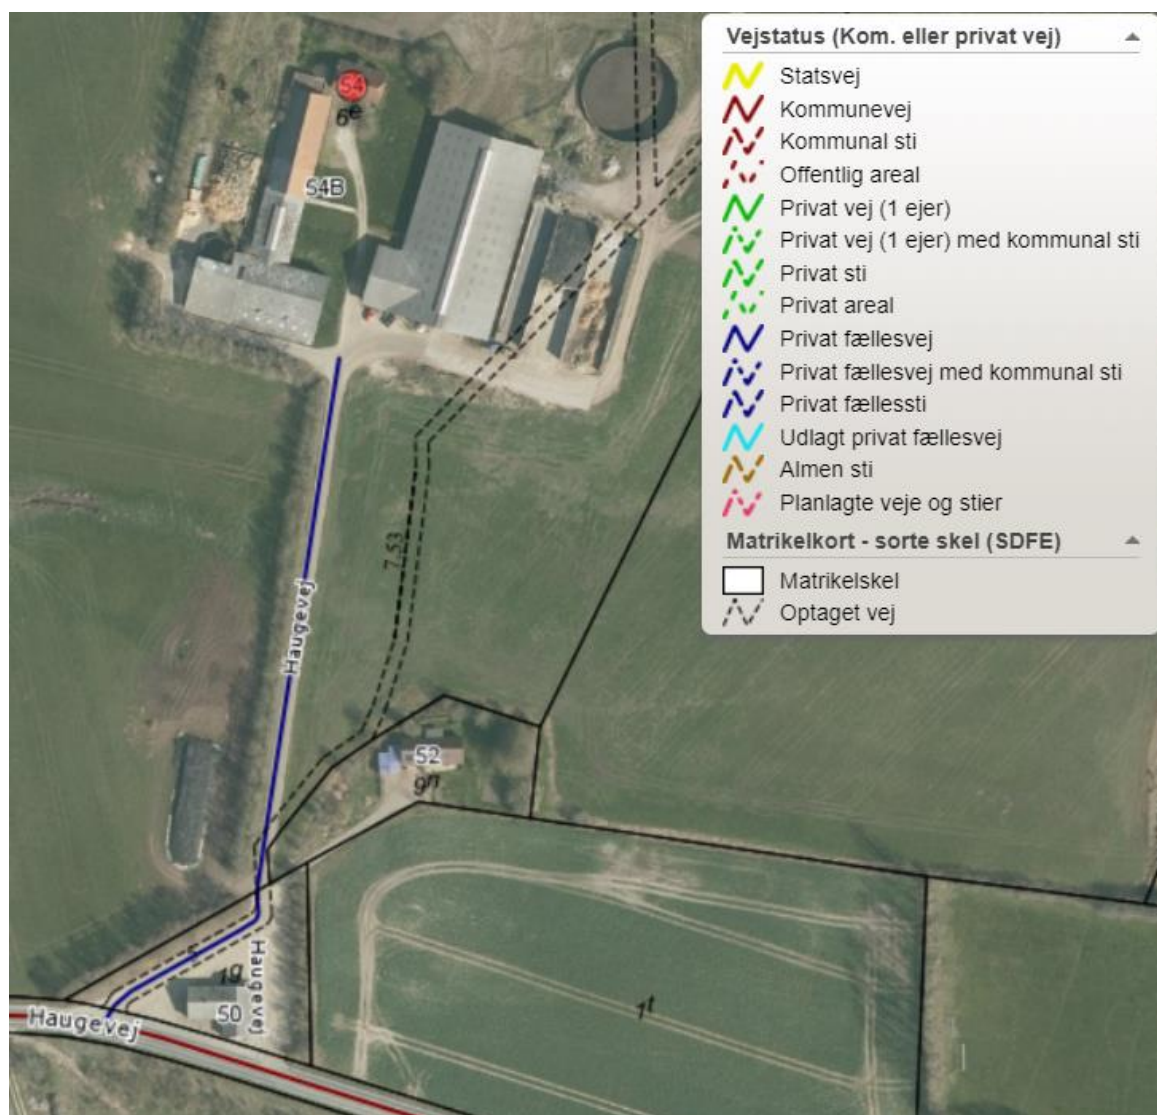 Vejstatus (Kom. eller privat vej)
Statsvej
Kommunevej
Kommunal sti
Offentlig areal
Privat vej (1 ejer)
Privat vej (1 ejer) med kommunal sti
Privat sti
Privat areal
Privat fællesvej
Privat fællesvej med kommunal sti
Privat fællessti
Udlagt privat fællesvej
Almen sti
Planlagte veje og stier
Matrikelkort - sorte skel (SDFE)
Matrikelskel
Optaget vej
54
6e
54B
7,53
Haugevej
52
9n
5
1g
Haugevej
50
Haugevej
1t